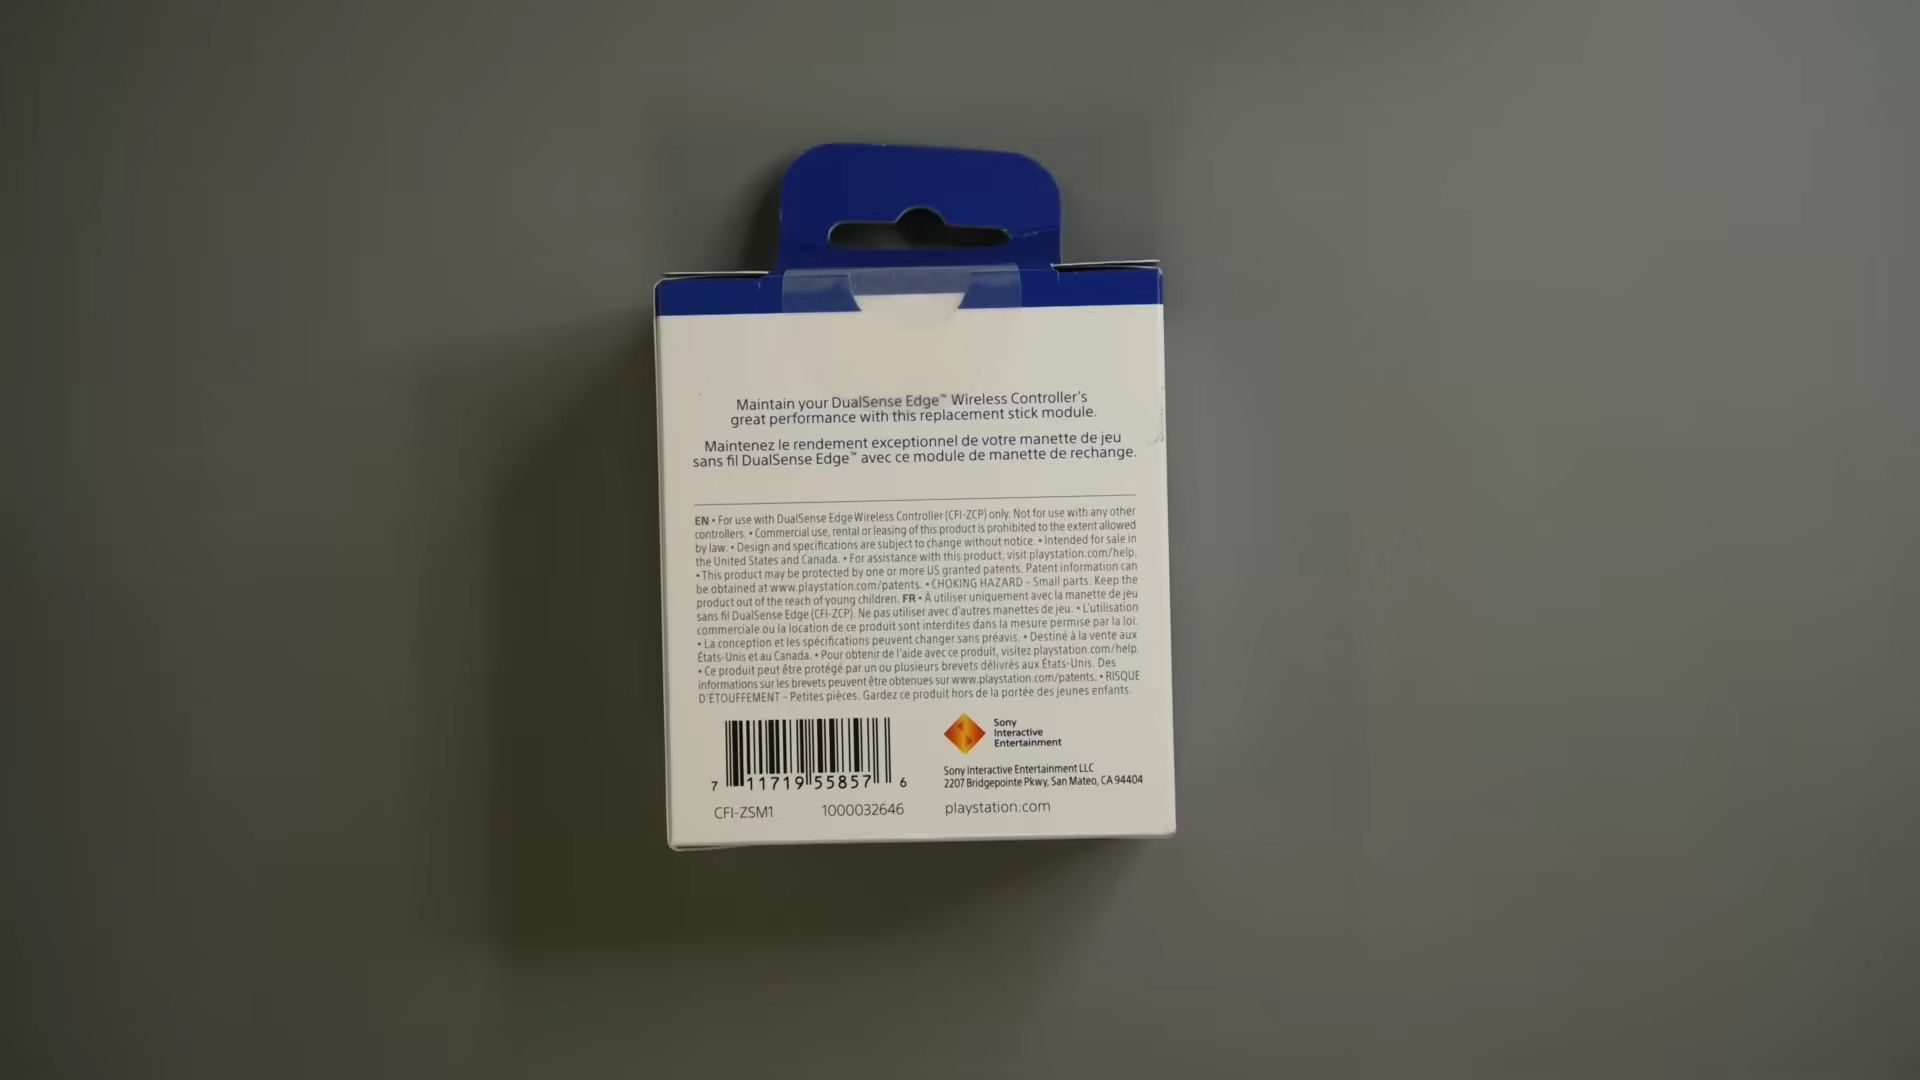 Maintain your DualSense Edge™ Wireless Controller's
great performance with this replacement stick module.
Maintenez le rendement exceptionnel de votre manette de jeu
sans fil DualSense Edge™ avec ce module de manette de rechange.
EN • For use with DualSense Edge Wireless Controller (CFI-ZCP) only. Not for use with any other
controllers. • Commercial use, rental or leasing of this product is prohibited to the extent allowed
by law. • Design and specifications are subject to change without notice. • Intended for sale in
the United States and Canada. • For assistance with this product, visit playstation.com/help.
• This product may be protected by one or more US granted patents. Patent information can
be obtained at www.playstation.com/patents. • CHOKING HAZARD – Small parts. Keep the
product out of the reach of young children. FR • À utiliser uniquement avec la manette de jeu
sans fil DualSense Edge (CFI-ZCP). Ne pas utiliser avec d'autres manettes de jeu. • L'utilisation
commerciale ou la location de ce produit sont interdites dans la mesure permise par la loi.
• La conception et les spécifications peuvent changer sans préavis. • Destiné à la vente aux
États-Unis et au Canada. • Pour obtenir de l'aide avec ce produit, visitez playstation.com/help.
• Ce produit peut être protégé par un ou plusieurs brevets délivrés aux États-Unis. Des
informations sur les brevets peuvent être obtenues sur www.playstation.com/patents. • RISQUE
D'ÉTOUFFEMENT – Petites pièces. Gardez ce produit hors de la portée des jeunes enfants.
7 11719 55857 6
CFI-ZSM1 1000032646
Sony
Interactive
Entertainment
Sony Interactive Entertainment LLC
2207 Bridgepointe Pkwy, San Mateo, CA 94404
playstation.com